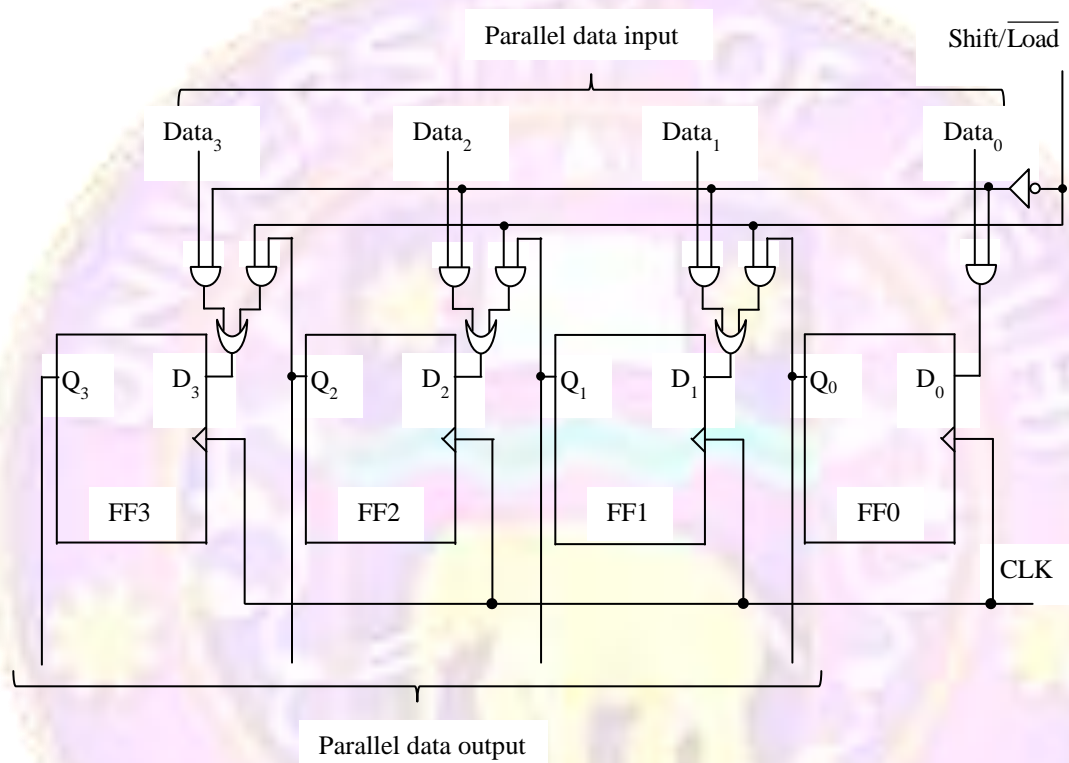 Parallel data input
Shift/L̅o̅a̅d̅
Data₃
Data₂
Data₁
Data₀
Q₃
D₃
Q₂
D₂
Q₁
D₁
Q₀
D₀
FF3
FF2
FF1
FF0
CLK
Parallel data output